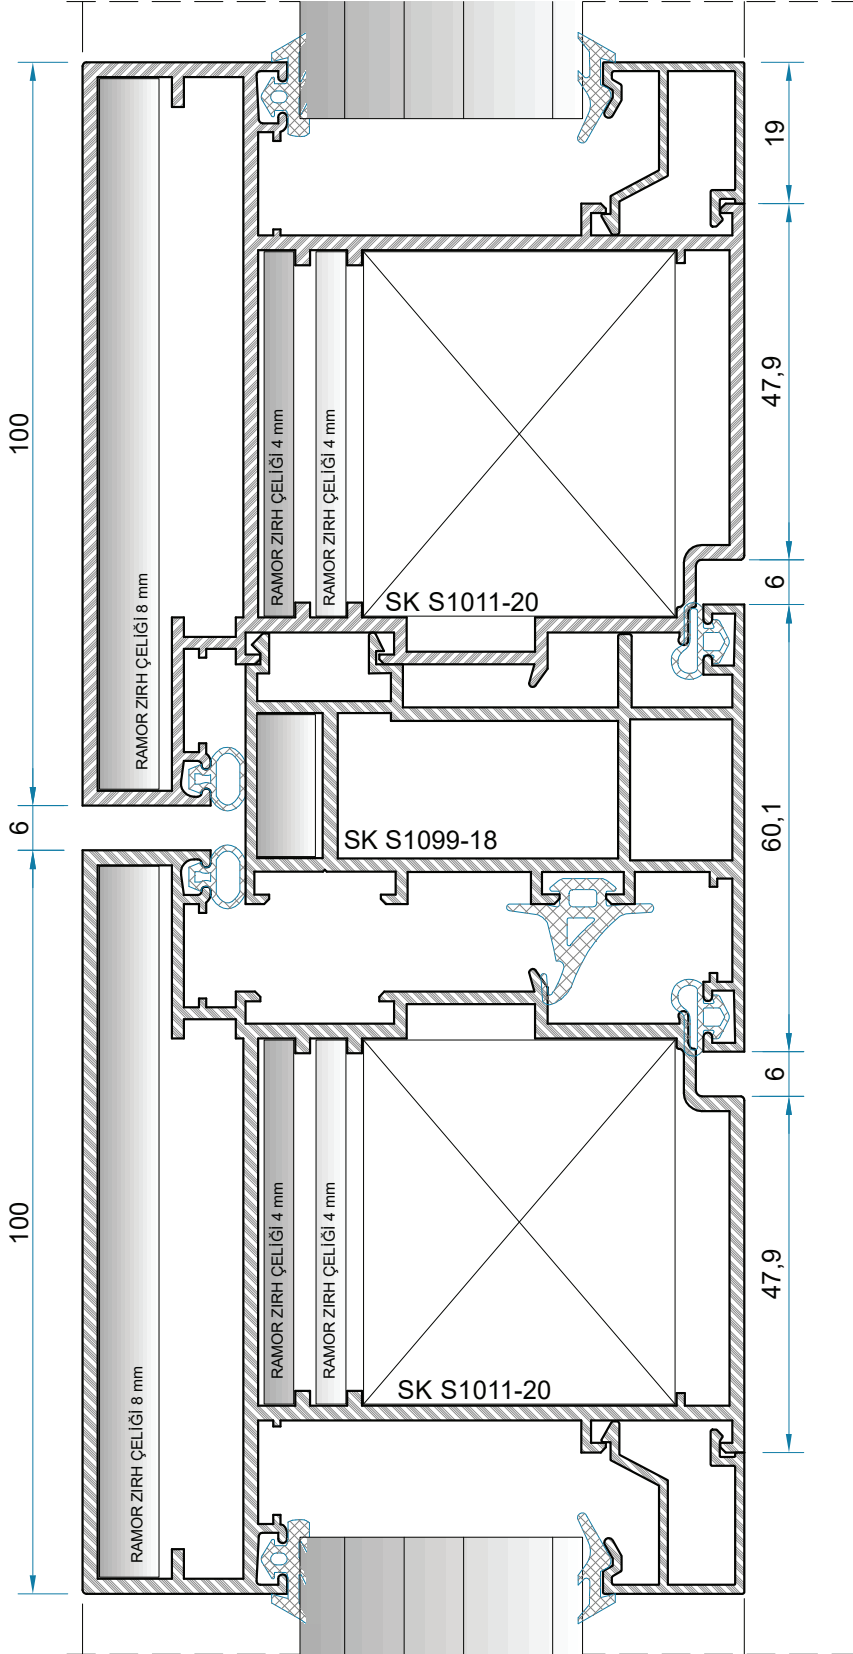 19
47,9
100
RAMOR ZIRH ÇELİĞİ 4 mm
RAMOR ZIRH ÇELİĞİ 4 mm
RAMOR ZIRH ÇELİĞİ 8 mm
6
SK S1011-20
6
SK S1099-18
60,1
6
100
RAMOR ZIRH ÇELİĞİ 4 mm
RAMOR ZIRH ÇELİĞİ 4 mm
47,9
SK S1011-20
RAMOR ZIRH ÇELİĞİ 8 mm